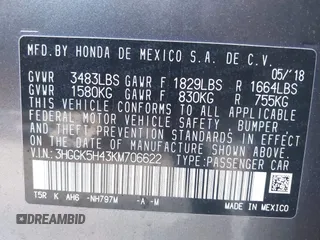 MFD.BY HONDA DE MEXICO S.A. DE C.V.
05/'18
GVWR 3483LBS GAWR F 1829LBS R 1664LBS
GVWR 1580KG GAWR F 830KG R 755KG
THIS VEHICLE CONFORMS TO ALL APPLICABLE
FEDERAL MOTOR VEHICLE SAFETY, BUMPER
AND THEFT PREVENTION STANDARDS IN EFFECT
ON THE DATE OF MANUFACTURE SHOWN ABOVE.
V.I.N: 3HGGK5H43KM706622 TYPE:PASSENGER CAR
T5R K AH6 -NH797M -A -M
MADE IN MEXICO
DREAMBID